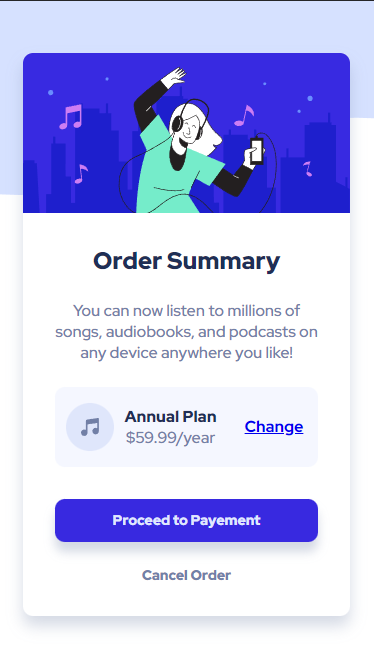 Order Summary
You can now listen to millions of
songs, audiobooks, and podcasts on
any device anywhere you like!
Annual Plan
$59.99/year
Change
Proceed to Payement
Cancel Order